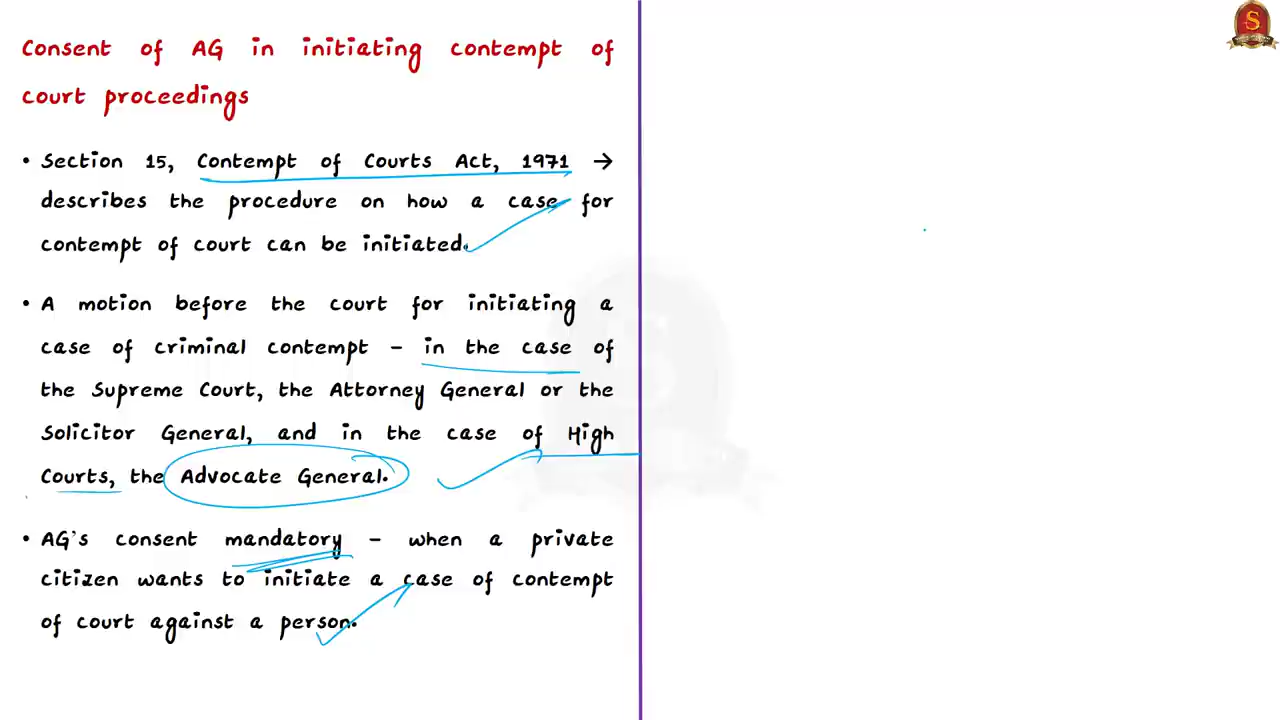 Consent of AG in initiating contempt of
court proceedings
• Section 15, Contempt of Courts Act, 1971 →
describes the procedure on how a case for
contempt of court can be initiated.
• A motion before the court for initiating a
case of criminal contempt – in the case of
the Supreme Court, the Attorney General or the
Solicitor General, and in the case of High
Courts, the Advocate General.
• AG's consent mandatory – when a private
citizen wants to initiate a case of contempt
of court against a person.
S